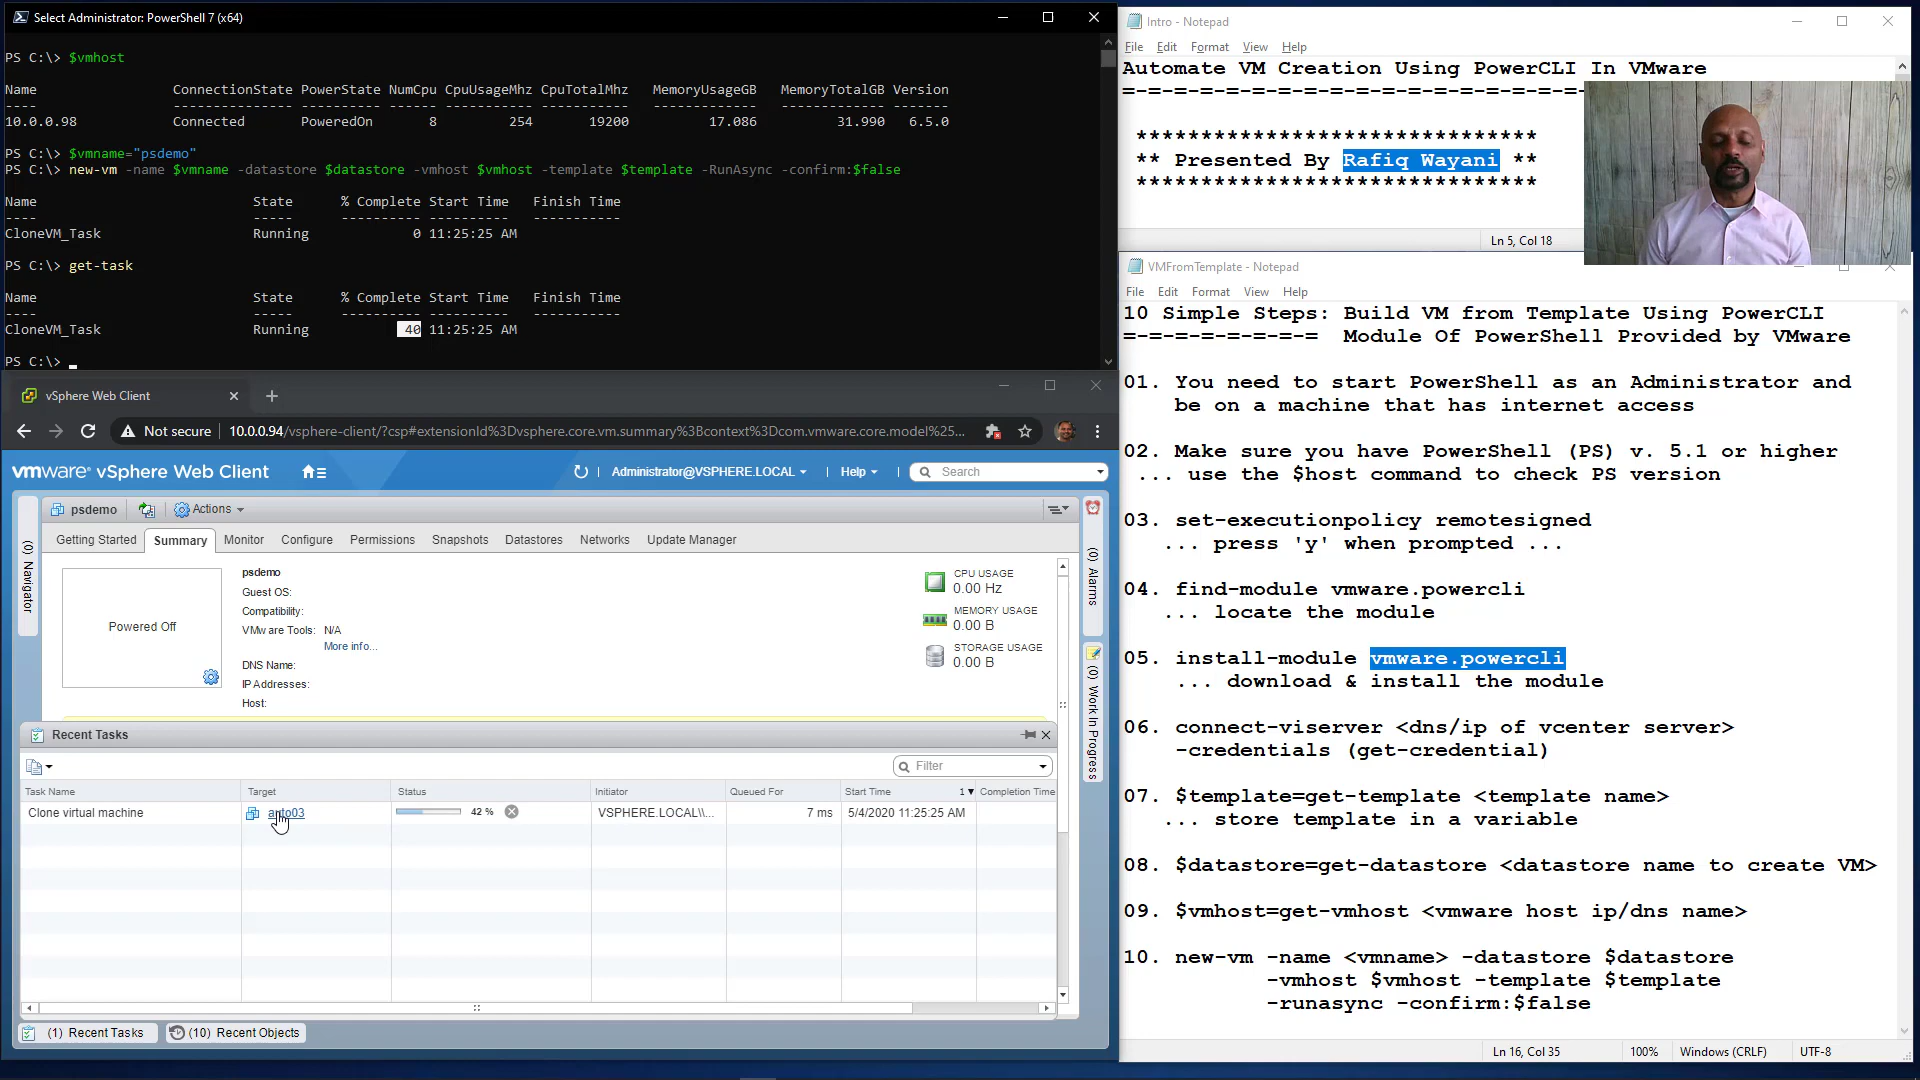 Select Administrator: PowerShell 7 (x64)
PS C:\> $vmhost
Name ConnectionState PowerState NumCpu CpuUsageMhz CpuTotalMhz MemoryUsageGB MemoryTotalGB Version
---- --------------- ---------- ------ ----------- ----------- ------------- ------------- -------
10.0.0.98 Connected PoweredOn 8 254 19200 17.086 31.990 6.5.0
PS C:\> $vmname="psdemo"
PS C:\> new-vm -name $vmname -datastore $datastore -vmhost $vmhost -template $template -RunAsync -confirm:$false
Name State % Complete Start Time Finish Time
---- ----- ---------- ---------- -----------
CloneVM_Task Running 0 11:25:25 AM
PS C:\> get-task
Name State % Complete Start Time Finish Time
---- ----- ---------- ---------- -----------
CloneVM_Task Running 40 11:25:25 AM
PS C:\>
vSphere Web Client
Not secure 10.0.0.94/vsphere-client/?csp#extensionId%3Dvsphere.core.vm.summary%3Bcontext%3Dcom.vmware.core.model%25...
vmware® vSphere Web Client Administrator@VSPHERE.LOCAL Help Search
psdemo Actions
Getting Started Summary Monitor Configure Permissions Snapshots Datastores Networks Update Manager
(0) Navigator
Powered Off
psdemo
Guest OS:
Compatibility:
VMware Tools: N/A
More info...
DNS Name:
IP Addresses:
Host:
CPU USAGE
0.00 Hz
MEMORY USAGE
0.00 B
STORAGE USAGE
0.00 B
(0) Alarms
(0) Work In Progress
Recent Tasks
Filter
Task Name Target Status Initiator Queued For Start Time 1 Completion Time
Clone virtual machine auto03 42 % VSPHERE.LOCAL\\... 7 ms 5/4/2020 11:25:25 AM
(1) Recent Tasks (10) Recent Objects
Intro - Notepad
File Edit Format View Help
Automate VM Creation Using PowerCLI In VMware
=-=-=-=-=-=-=-=-=-=-=-=-=-=-=-=-=-=-
*******************************
** Presented By Rafiq Wayani **
*******************************
Ln 5, Col 18
VMFromTemplate - Notepad
File Edit Format View Help
10 Simple Steps: Build VM from Template Using PowerCLI
=-=-=-=-=-=-=-= Module Of PowerShell Provided by VMware
01. You need to start PowerShell as an Administrator and
be on a machine that has internet access
02. Make sure you have PowerShell (PS) v. 5.1 or higher
... use the $host command to check PS version
03. set-executionpolicy remotesigned
... press 'y' when prompted ...
04. find-module vmware.powercli
... locate the module
05. install-module vmware.powercli
... download & install the module
06. connect-viserver <dns/ip of vcenter server>
-credentials (get-credential)
07. $template=get-template <template name>
... store template in a variable
08. $datastore=get-datastore <datastore name to create VM>
09. $vmhost=get-vmhost <vmware host ip/dns name>
10. new-vm -name <vmname> -datastore $datastore
-vmhost $vmhost -template $template
-runasync -confirm:$false
Ln 16, Col 35 100% Windows (CRLF) UTF-8